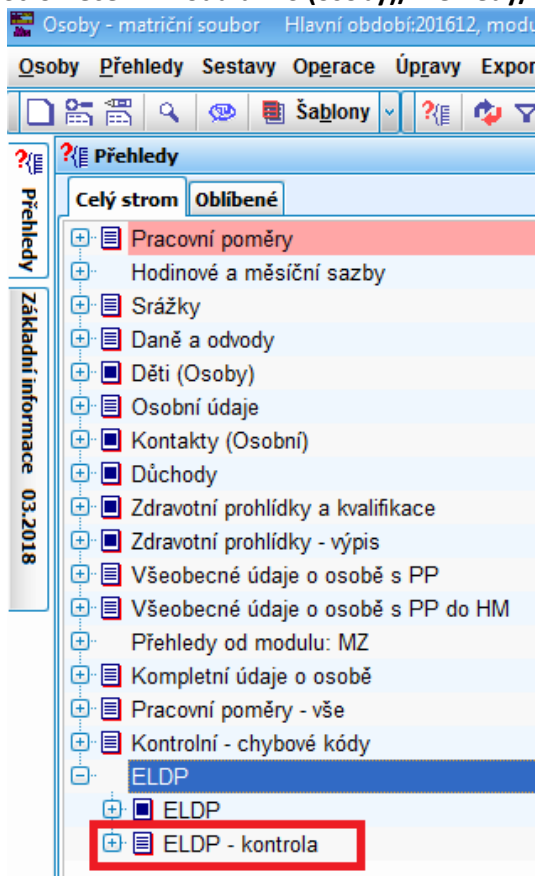 Osoby - matriční soubor Hlavní období:201612, modu
Osoby Přehledy Sestavy Operace Úpravy Expor
Šablony
Přehledy
Celý strom Oblíbené
Přehledy
Základní informace 03.2018
Pracovní poměry
Hodinové a měsíční sazby
Srážky
Daně a odvody
Děti (Osoby)
Osobní údaje
Kontakty (Osobní)
Důchody
Zdravotní prohlídky a kvalifikace
Zdravotní prohlídky - výpis
Všeobecné údaje o osobě s PP
Všeobecné údaje o osobě s PP do HM
Přehledy od modulu: MZ
Kompletní údaje o osobě
Pracovní poměry - vše
Kontrolní - chybové kódy
ELDP
ELDP
ELDP - kontrola